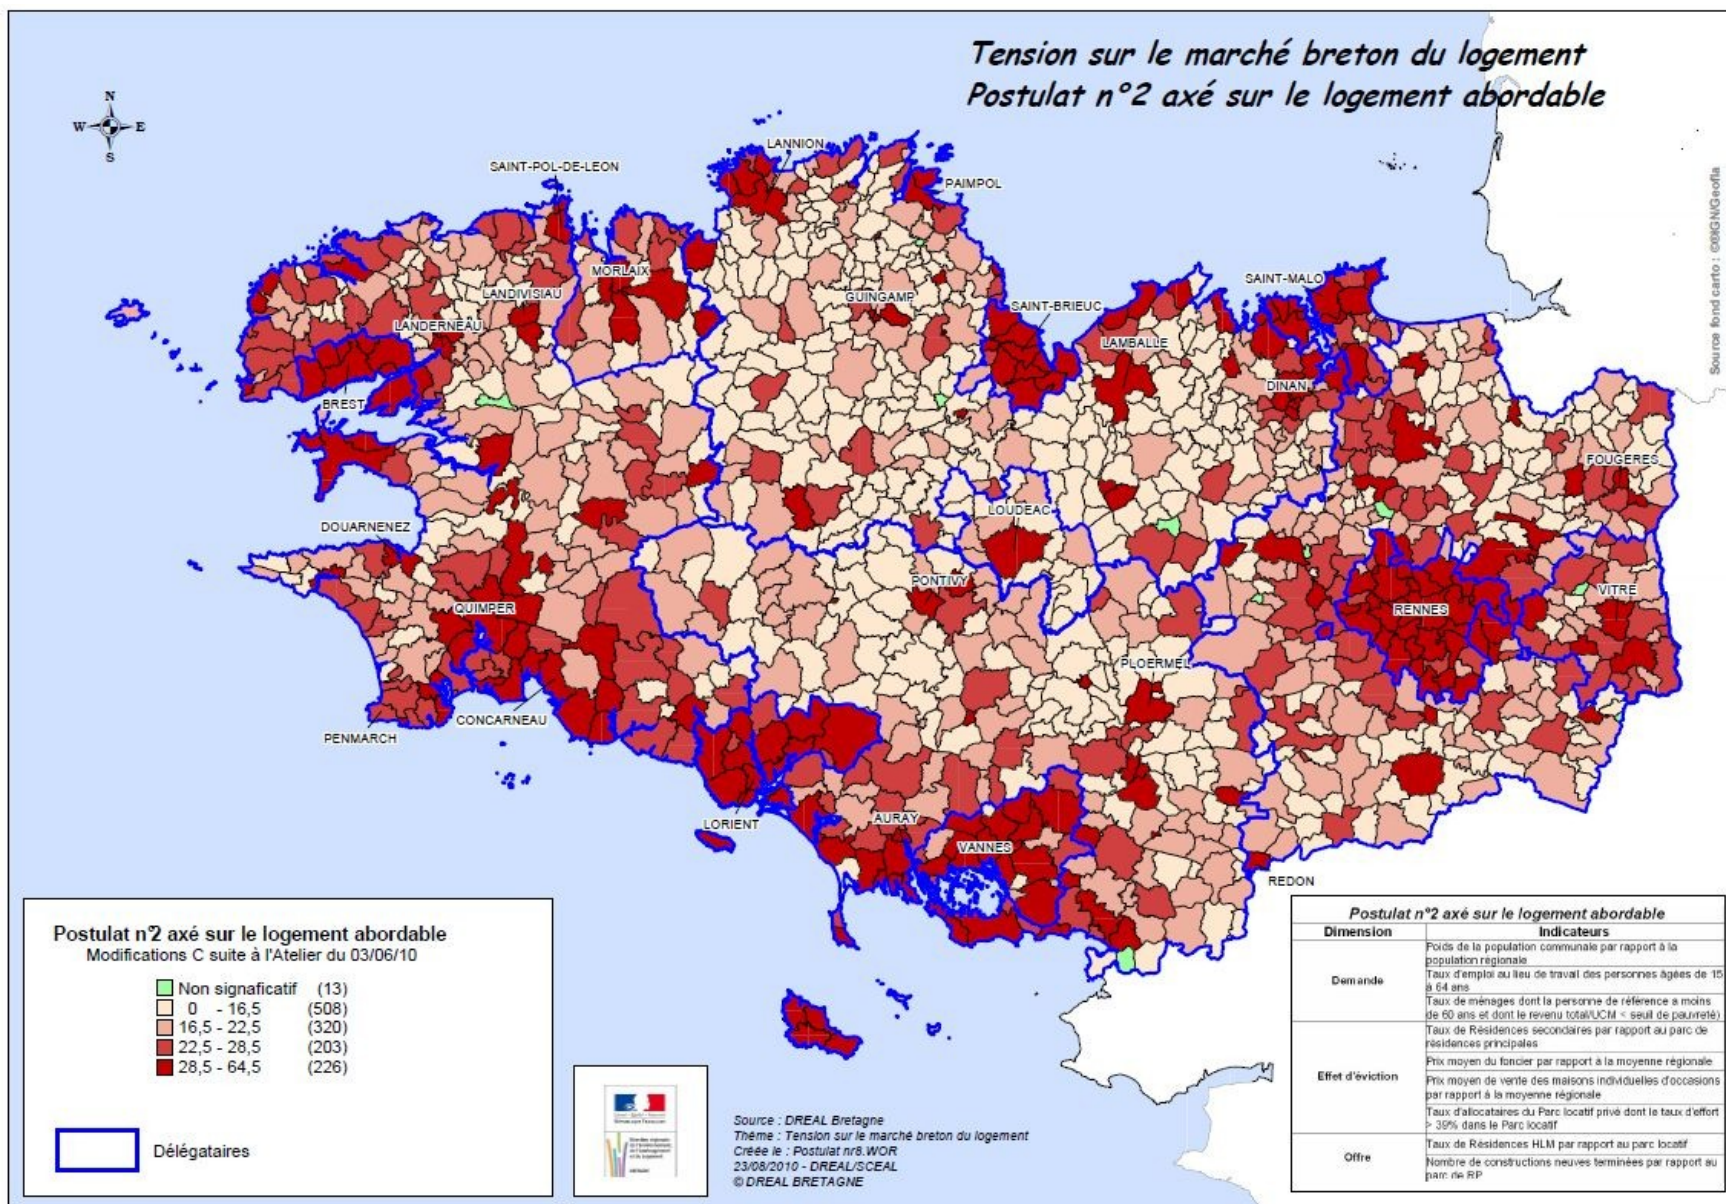 Tension sur le marché breton du logement
Postulat n°2 axé sur le logement abordable
N
W
E
S
LANNION
SAINT-POL-DE-LEON
PAIMPOL
MORLAIX
SAINT-MALO
LANDIVISIAU
GUINGAMP
SAINT-BRIEUC
LANDERNEAU
LAMBALLE
DINAN
BREST
FOUGERES
LOUDEAC
DOUARNENEZ
PONTIVY
VITRE
QUIMPER
RENNES
PLOERMEL
CONCARNEAU
PENMARCH
LORIENT
AURAY
VANNES
REDON
Source fond carto : ©®IGN/Geofla
Postulat n°2 axé sur le logement abordable
Modifications C suite à l'Atelier du 03/06/10
Non signaficatif (13)
0 - 16,5 (508)
16,5 - 22,5 (320)
22,5 - 28,5 (203)
28,5 - 64,5 (226)
Délégataires
Source : DREAL Bretagne
Thème : Tension sur le marché breton du logement
Créée le : Postulat nr8.WOR
23/08/2010 - DREAL/SCEAL
© DREAL BRETAGNE
Postulat n°2 axé sur le logement abordable
Dimension Indicateurs
Demande
Poids de la population communale par rapport à la
population régionale
Taux d'emploi au lieu de travail des personnes âgées de 15
à 64 ans
Taux de ménages dont la personne de référence a moins
de 60 ans et dont le revenu total/UCM < seuil de pauvreté)
Effet d'éviction
Taux de Résidences secondaires par rapport au parc de
résidences principales
Prix moyen du foncier par rapport à la moyenne régionale
Prix moyen de vente des maisons individuelles d'occasions
par rapport à la moyenne régionale
Taux d'allocataires du Parc locatif privé dont le taux d'effort
> 39% dans le Parc locatif
Offre
Taux de Résidences HLM par rapport au parc locatif
Nombre de constructions neuves terminées par rapport au
parc de RP